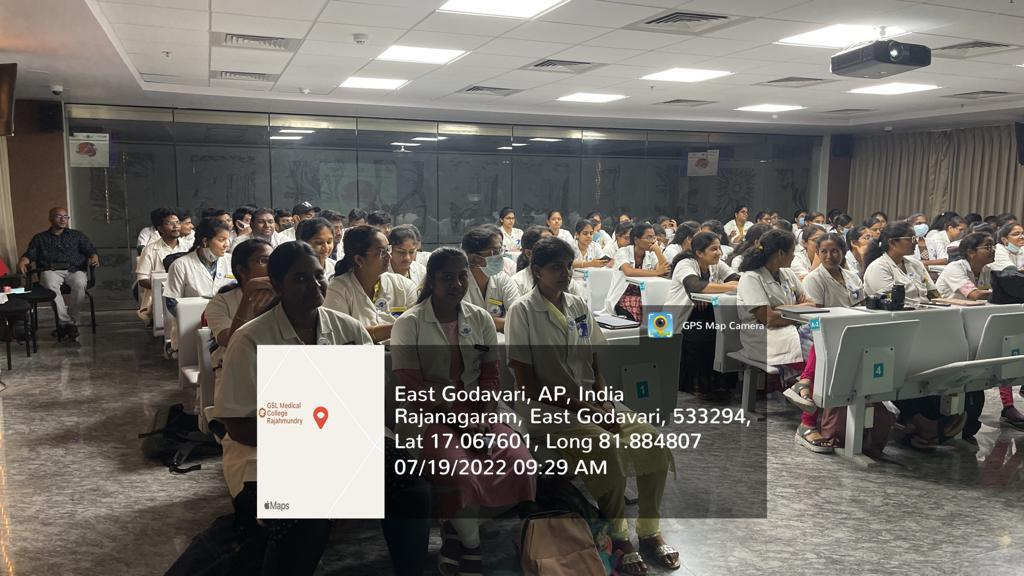 GPS Map Camera
GSL Medical
College
Rajahmundry
Maps
East Godavari, AP, India
Rajanagaram, East Godavari, 533294,
Lat 17.067601, Long 81.884807
07/19/2022 09:29 AM
1
4